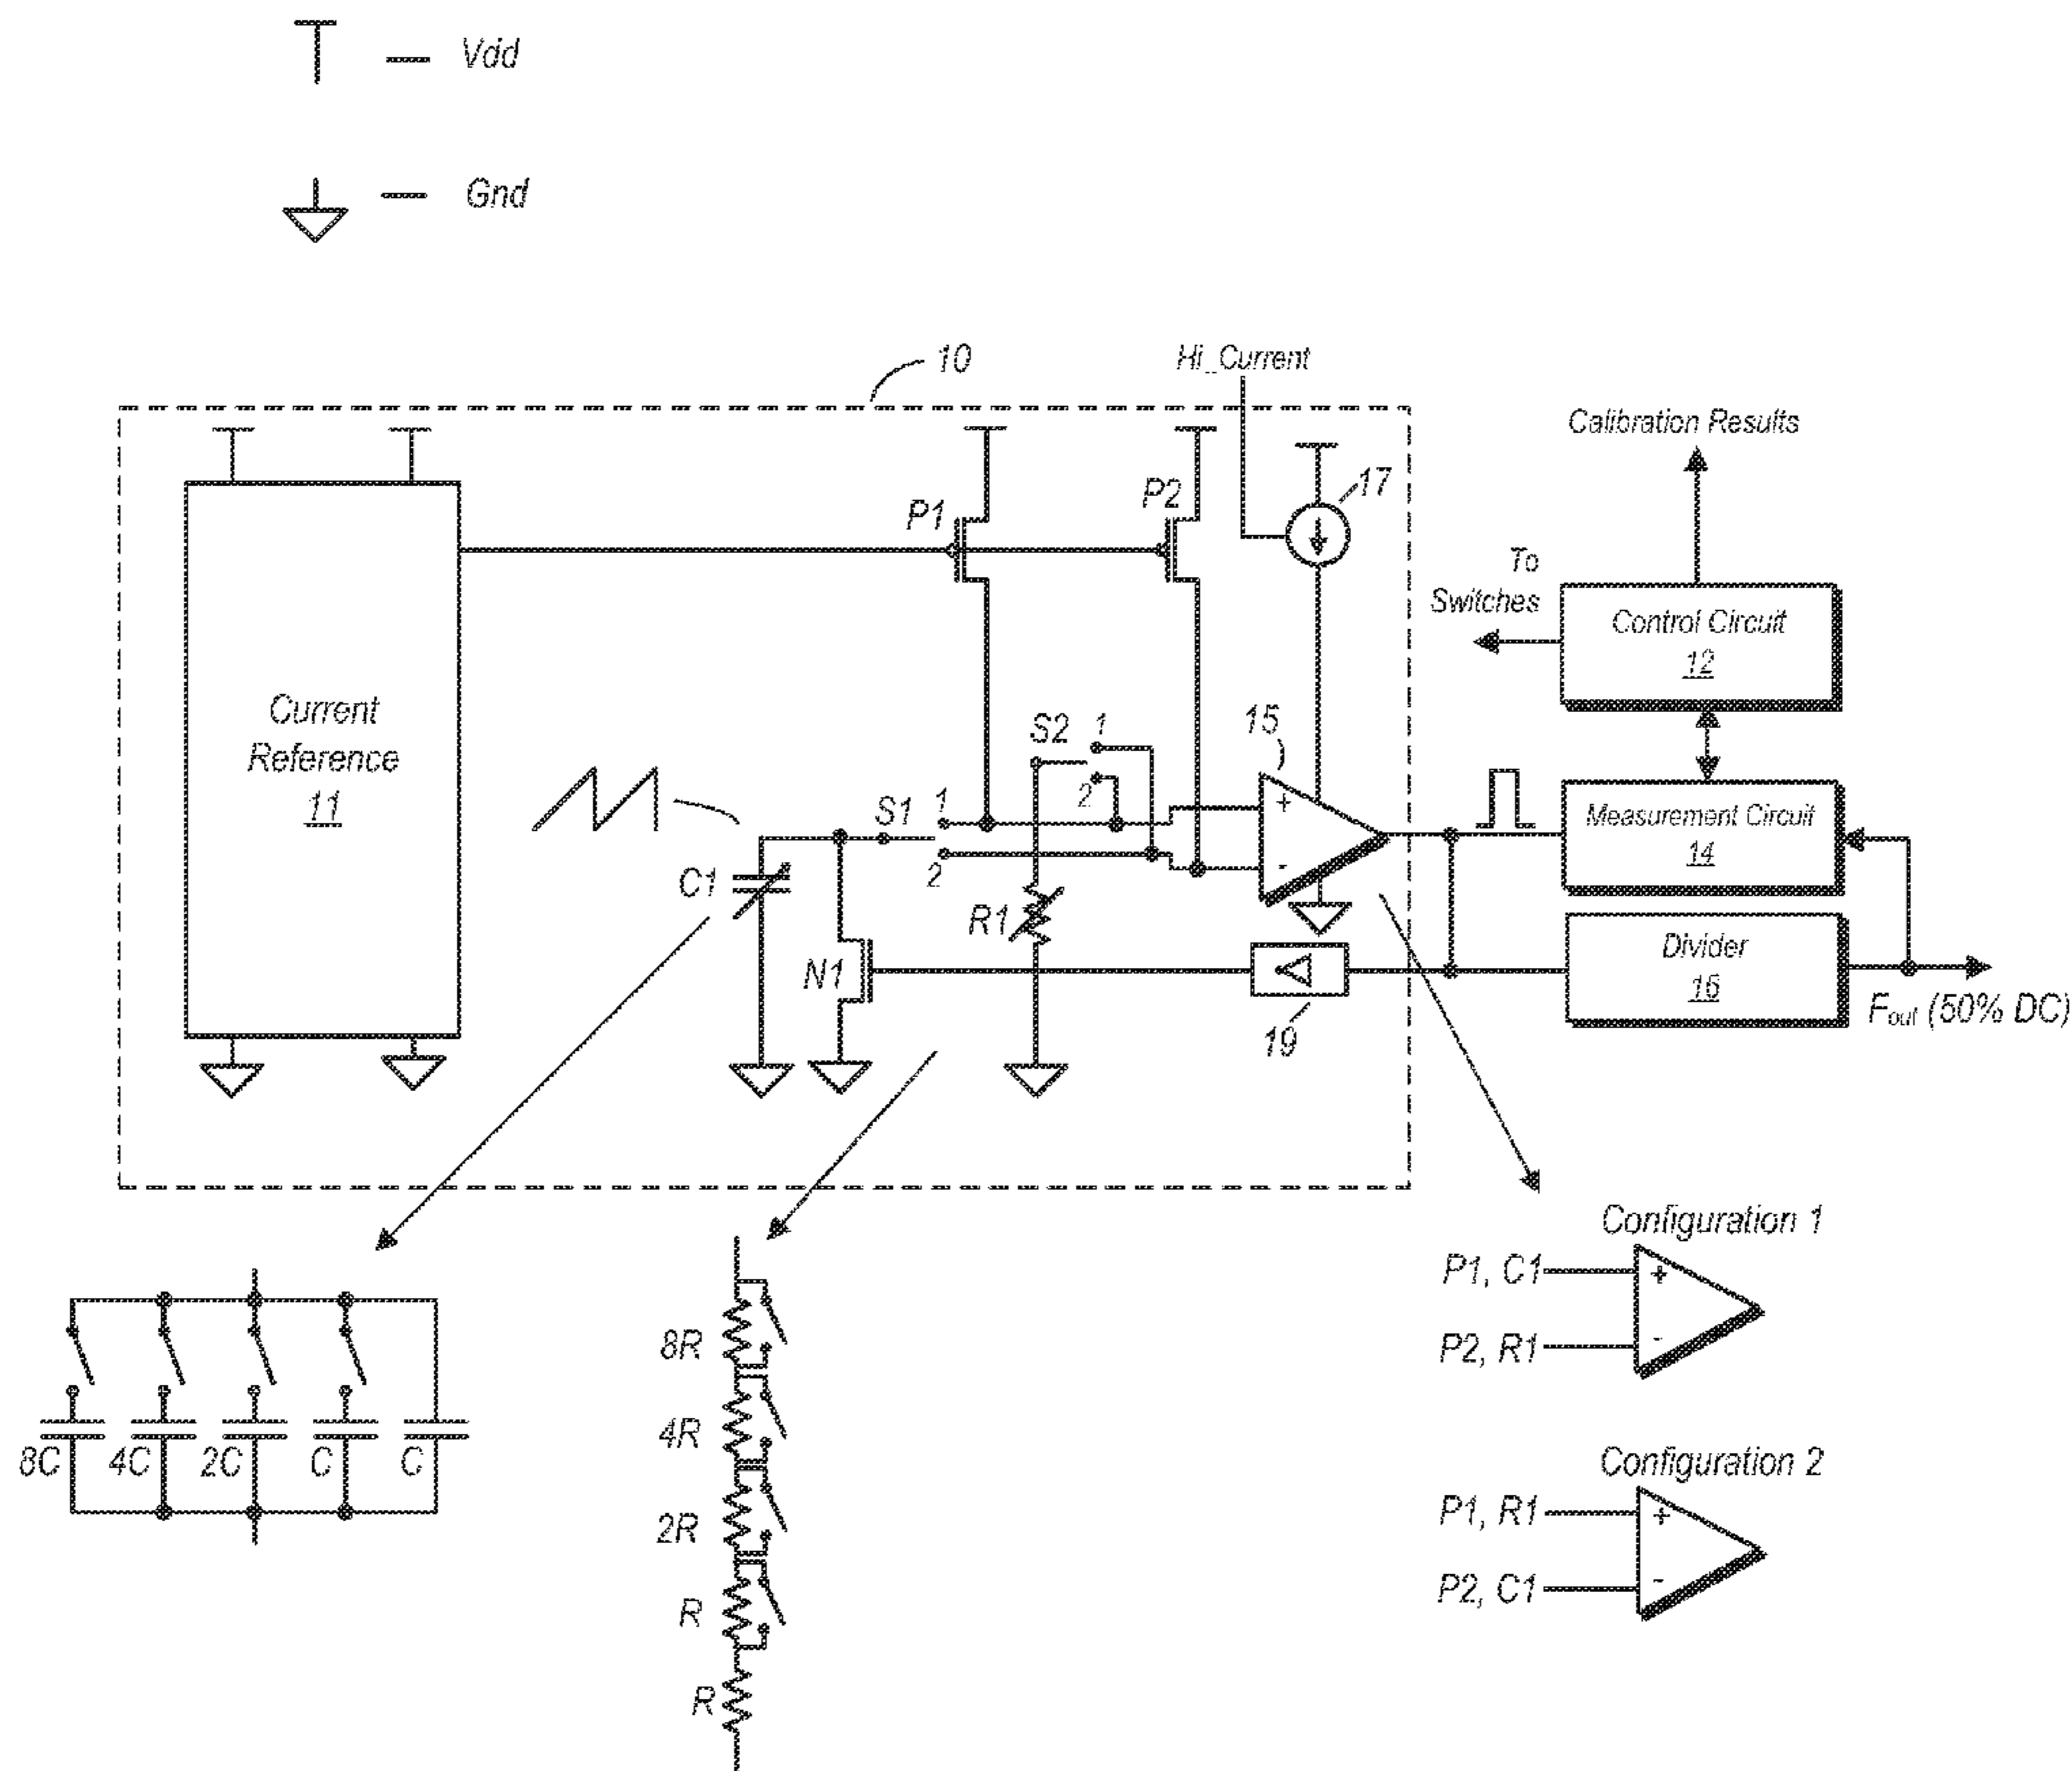 Vdd
Gnd
10
Hi_Current
Calibration Results
17
P1
P2
To
Switches
Control Circuit
12
Current
Reference
11
S2
1
2
15
S1
1
2
+
-
Measurement Circuit
14
C1
R1
N1
19
Divider
16
Fout (50% DC)
Configuration 1
P1, C1
+
P2, R1
-
8C
4C
2C
C
C
8R
4R
2R
R
R
Configuration 2
P1, R1
+
P2, C1
-